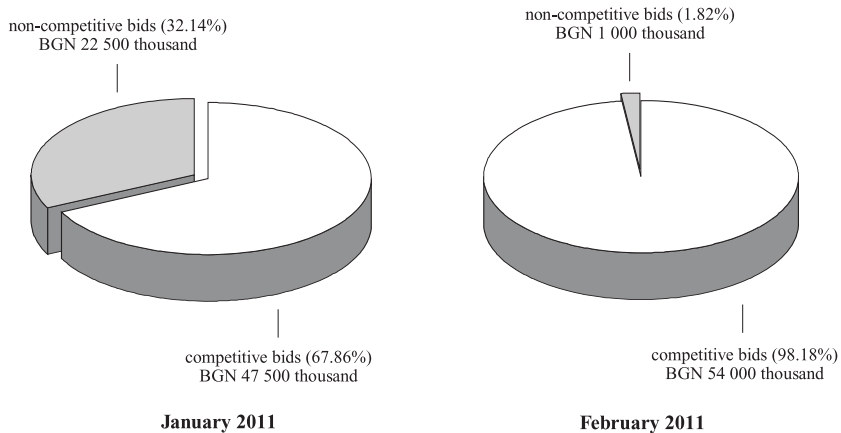 non-competitive bids (32.14%)
BGN 22 500 thousand
competitive bids (67.86%)
BGN 47 500 thousand
January 2011
non-competitive bids (1.82%)
BGN 1 000 thousand
competitive bids (98.18%)
BGN 54 000 thousand
February 2011